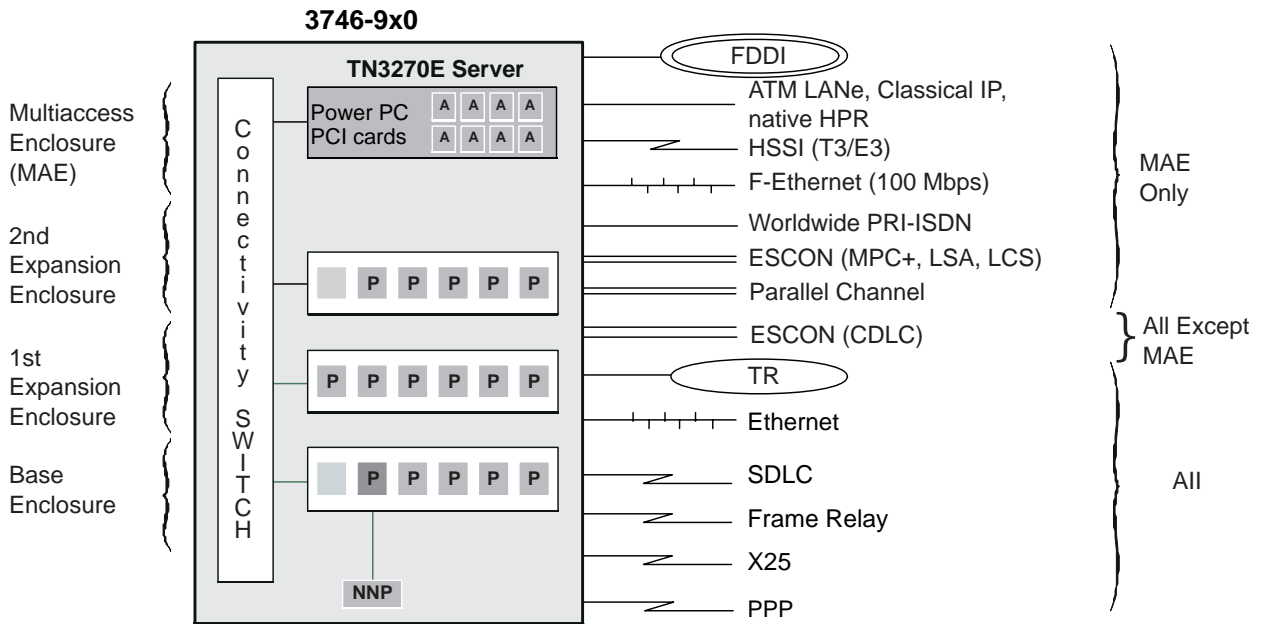 3746-9x0
TN3270E Server
Power PC
PCI cards
A A A A
A A A A
Connectivity SWITCH
P P P P P
P P P P P P
P P P P P
NNP
Multiaccess
Enclosure
(MAE)
2nd
Expansion
Enclosure
1st
Expansion
Enclosure
Base
Enclosure
FDDI
ATM LANe, Classical IP,
native HPR
HSSI (T3/E3)
F-Ethernet (100 Mbps)
Worldwide PRI-ISDN
ESCON (MPC+, LSA, LCS)
Parallel Channel
ESCON (CDLC)
TR
Ethernet
SDLC
Frame Relay
X25
PPP
MAE
Only
All Except
MAE
All